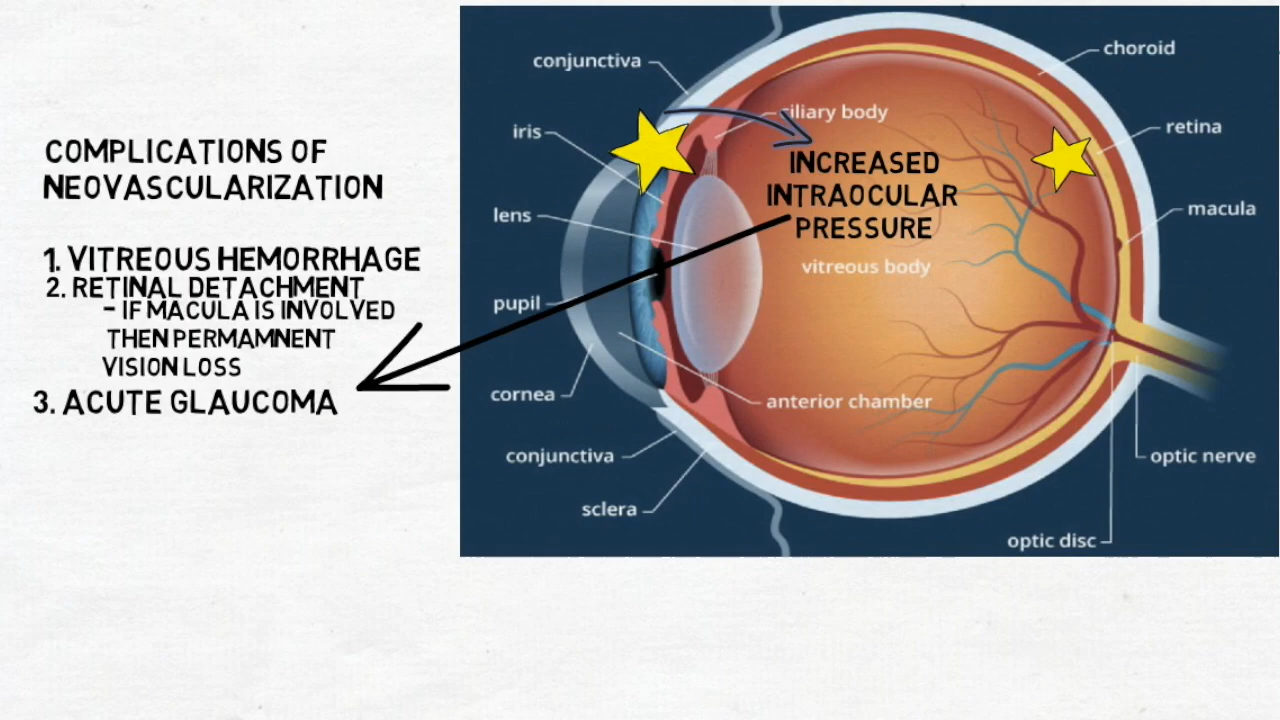 COMPLICATIONS OF
NEOVASCULARIZATION
1. VITREOUS HEMORRHAGE
2. RETINAL DETACHMENT
- IF MACULA IS INVOLVED
THEN PERMAMNENT
VISION LOSS
3. ACUTE GLAUCOMA
conjunctiva
choroid
ciliary body
iris
retina
INCREASED
INTRAOCULAR
PRESSURE
lens
macula
vitreous body
pupil
cornea
anterior chamber
conjunctiva
optic nerve
sclera
optic disc